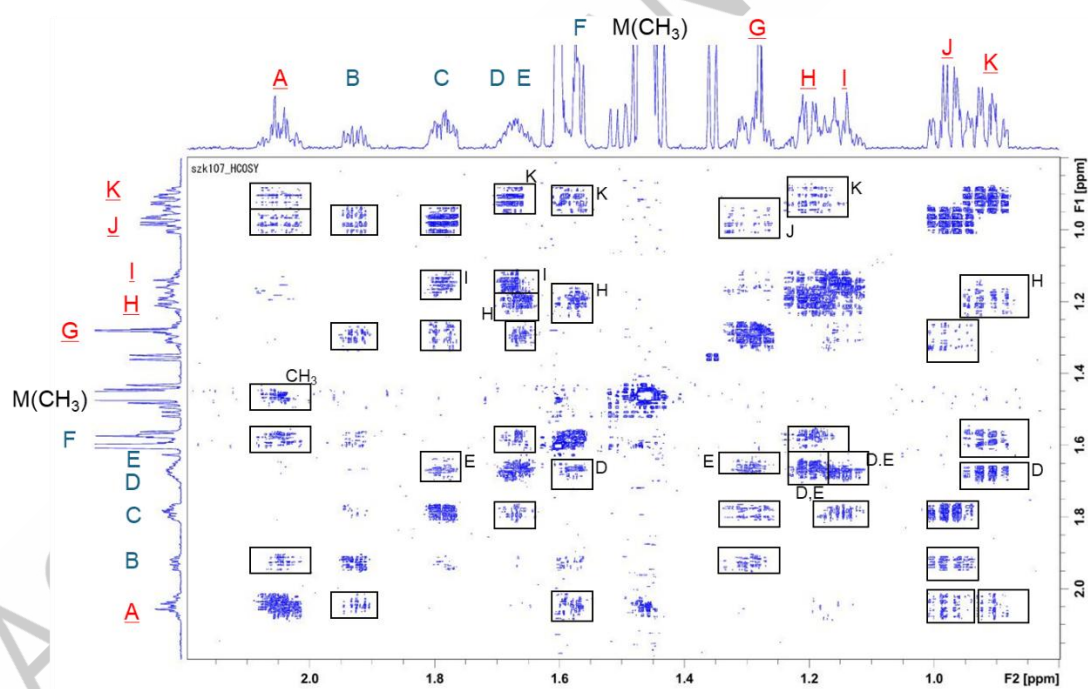 F M(CH₃) G
A B C D E H I J K
szk107_HCOSY
K K K K
J J
I I I
H H H H
G
CH₃
M(CH₃)
F
E E E D.E
D D D
D,E
C
B
A
F1 [ppm]
1.0
1.2
1.4
1.6
1.8
2.0
2.0 1.8 1.6 1.4 1.2 1.0 F2 [ppm]